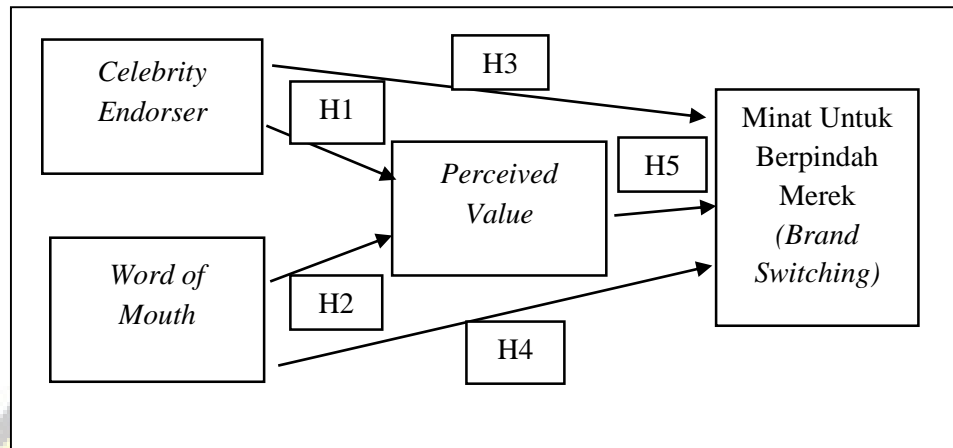 Celebrity
Endorser
H3
H1
Minat Untuk
Berpindah
Merek
(Brand
Switching)
Perceived
Value
H5
Word of
Mouth
H2
H4